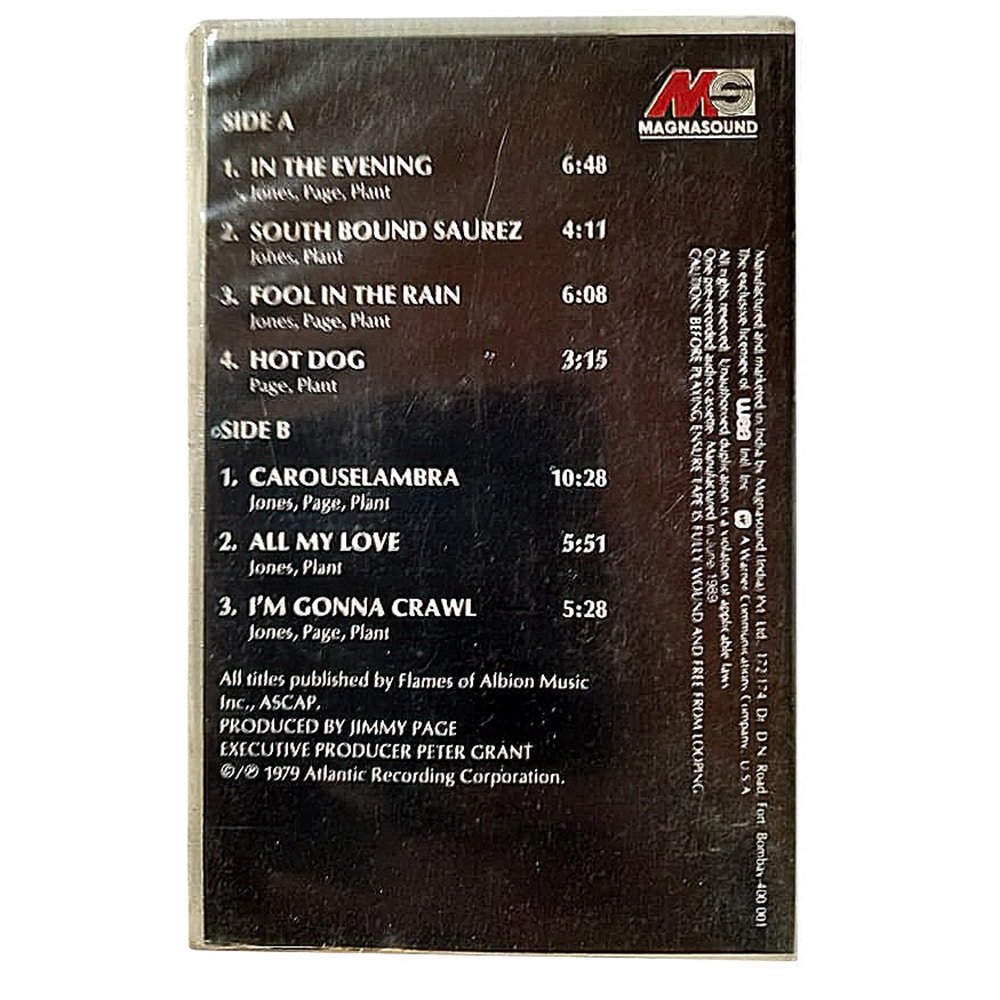 SIDE A
1. IN THE EVENING 6:48
Jones, Page, Plant
2. SOUTH BOUND SAUREZ 4:11
Jones, Plant
3. FOOL IN THE RAIN 6:08
Jones, Page, Plant
4. HOT DOG 3:15
Page, Plant
SIDE B
1. CAROUSELAMBRA 10:28
Jones, Page, Plant
2. ALL MY LOVE 5:51
Jones, Plant
3. I'M GONNA CRAWL 5:28
Jones, Page, Plant
All titles published by Flames of Albion Music
Inc., ASCAP.
PRODUCED BY JIMMY PAGE
EXECUTIVE PRODUCER PETER GRANT
©/℗ 1979 Atlantic Recording Corporation.
MS
MAGNASOUND
Manufactured and marketed in India by Magnasound (India) Pvt. Ltd., 172/174, Dr. D N. Road, Fort Bombay-400 001
The exclusive licensee of wea Intl Inc. A Warner Communications Company, U.S.A
All rights reserved. Unauthorised duplication is a violation of applicable laws
One pre-recorded audio cassette. Manufactured in June 1989
CAUTION: BEFORE PLAYING ENSURE TAPE IS FULLY WOUND AND FREE FROM LOOPING